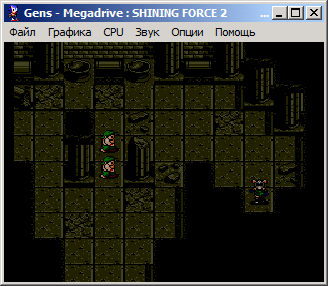 Gens - Megadrive : SHINING FORCE 2 ...
Файл Графика CPU Звук Опции Помощь